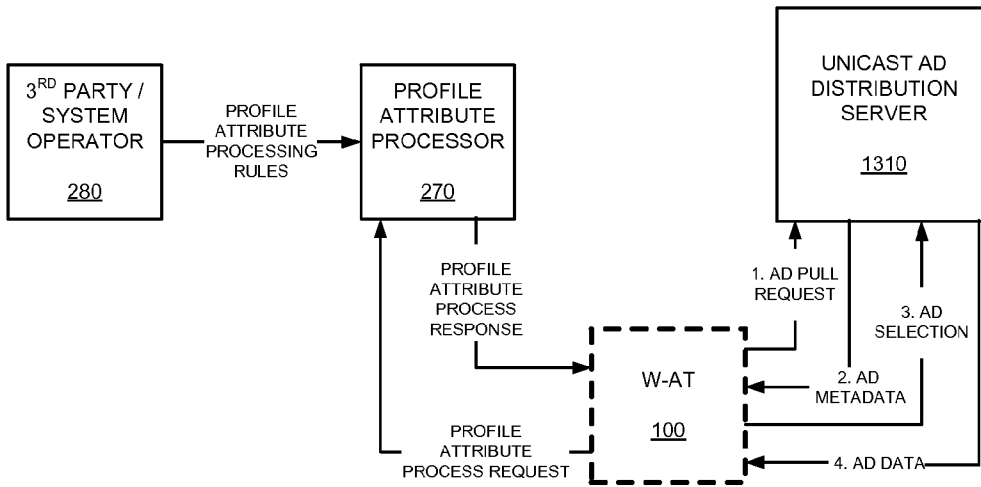 3RD PARTY /
SYSTEM
OPERATOR
280
PROFILE
ATTRIBUTE
PROCESSING
RULES
PROFILE
ATTRIBUTE
PROCESSOR
270
UNICAST AD
DISTRIBUTION
SERVER
1310
PROFILE
ATTRIBUTE
PROCESS
RESPONSE
1. AD PULL
REQUEST
3. AD
SELECTION
W-AT
100
2. AD
METADATA
PROFILE
ATTRIBUTE
PROCESS REQUEST
4. AD DATA